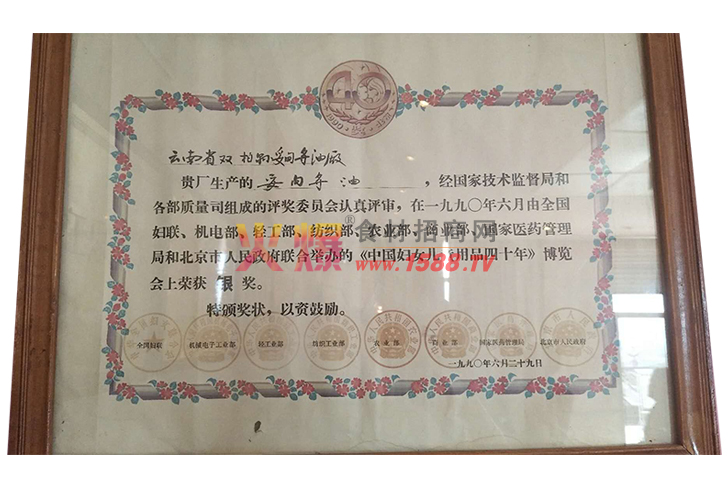 云南省双柏
油厂
贵厂生产的 油,经国家技术监督局和
各部质量司组成的评奖委员会认真评审,在一九九〇年六月由全国
妇联、机电部、轻工部、纺织部、农业部、商业部、国家医药管理
局和北京市人民政府联合举办的《中国妇女儿童用品四十年》博览
会上荣获 银 奖。
特颁奖状,以资鼓励。
全国妇联 机械电子工业部 轻工业部 纺织工业部 农业部 商业部 国家医药管理局 北京市人民政府
一九九〇年六月二十九日
火爆®食材招商网
www.1588.TV